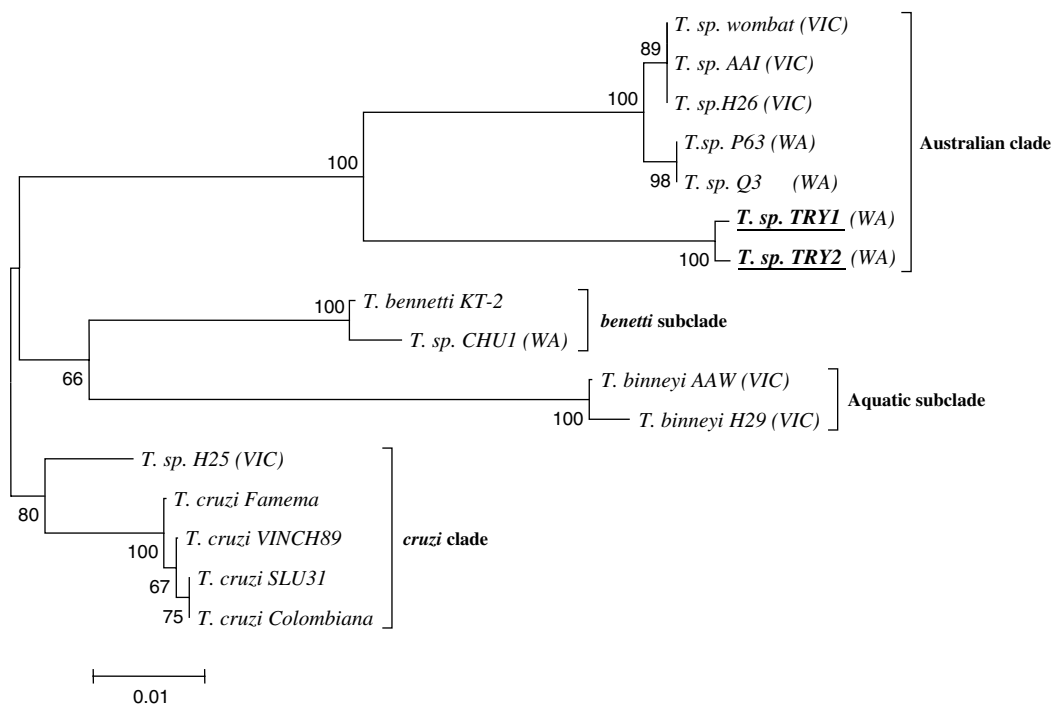 T. sp. wombat (VIC)
89
T. sp. AAI (VIC)
T. sp.H26 (VIC)
100
T.sp. P63 (WA)
Australian clade
100
98
T. sp. Q3 (WA)
T. sp. TRY1 (WA)
100
T. sp. TRY2 (WA)
100
T. bennetti KT-2
benetti subclade
T. sp. CHU1 (WA)
66
T. binneyi AAW (VIC)
Aquatic subclade
100
T. binneyi H29 (VIC)
T. sp. H25 (VIC)
80
T. cruzi Famema
100
T. cruzi VINCH89
cruzi clade
67
T. cruzi SLU31
75
T. cruzi Colombiana
0.01